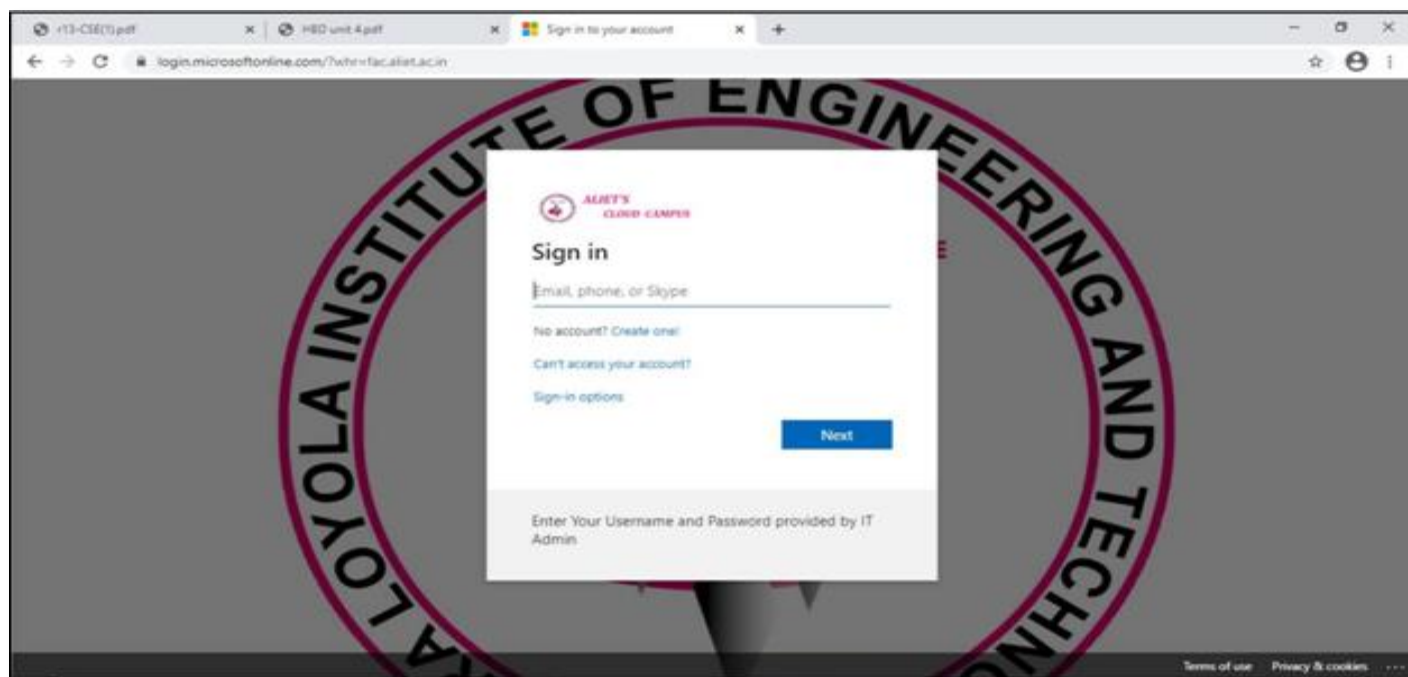 r13-CSE(1).pdf
HBD unit 4.pdf
Sign in to your account
login.microsoftonline.com/?whr=fac.aliet.ac.in
RA LOYOLA INSTITUTE OF ENGINEERING AND TECHNO
E
ALIET'S
CLOUD CAMPUS
Sign in
Email, phone, or Skype
No account? Create one!
Can't access your account?
Sign-in options
Next
Enter Your Username and Password provided by IT
Admin
Terms of use Privacy & cookies ...